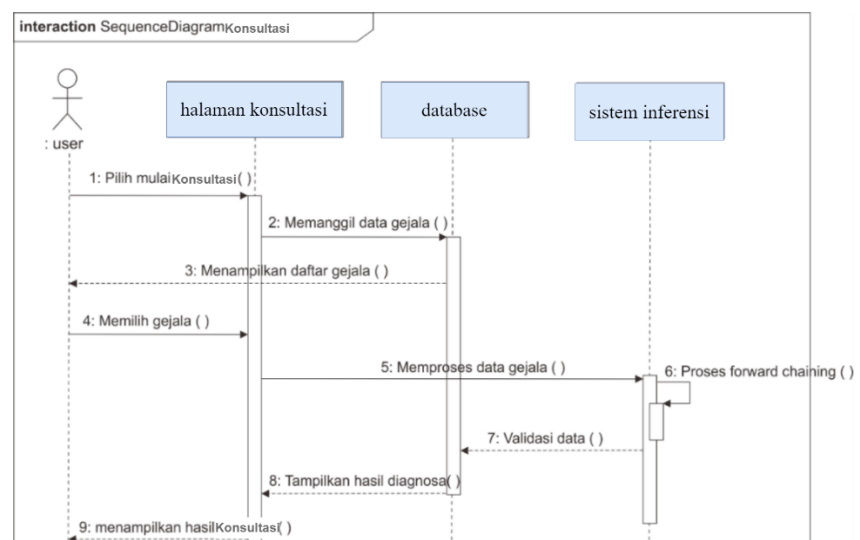 interaction SequenceDiagramKonsultasi
halaman konsultasi
database
sistem inferensi
: user
1: Pilih mulaiKonsultasi( )
2: Memanggil data gejala ( )
3: Menampilkan daftar gejala ( )
4: Memilih gejala ( )
5: Memproses data gejala ( )
6: Proses forward chaining ( )
7: Validasi data ( )
8: Tampilkan hasil diagnosa( )
9: menampilkan hasilKonsultasi( )